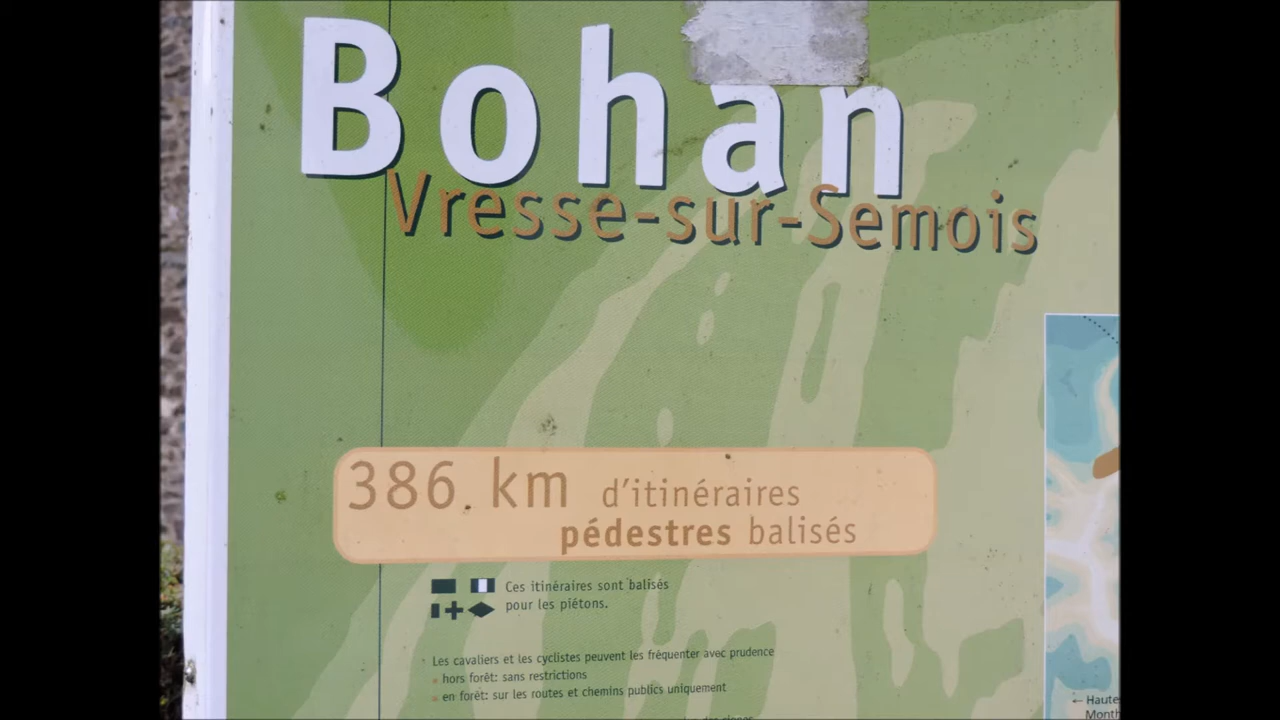 Bohan
Vresse-sur-Semois
386 km d'itinéraires
pédestres balisés
Ces itinéraires sont balisés
pour les piétons.
Les cavaliers et les cyclistes peuvent les fréquenter avec prudence
hors forêt: sans restrictions
en forêt: sur les routes et chemins publics uniquement
← Haute
Month